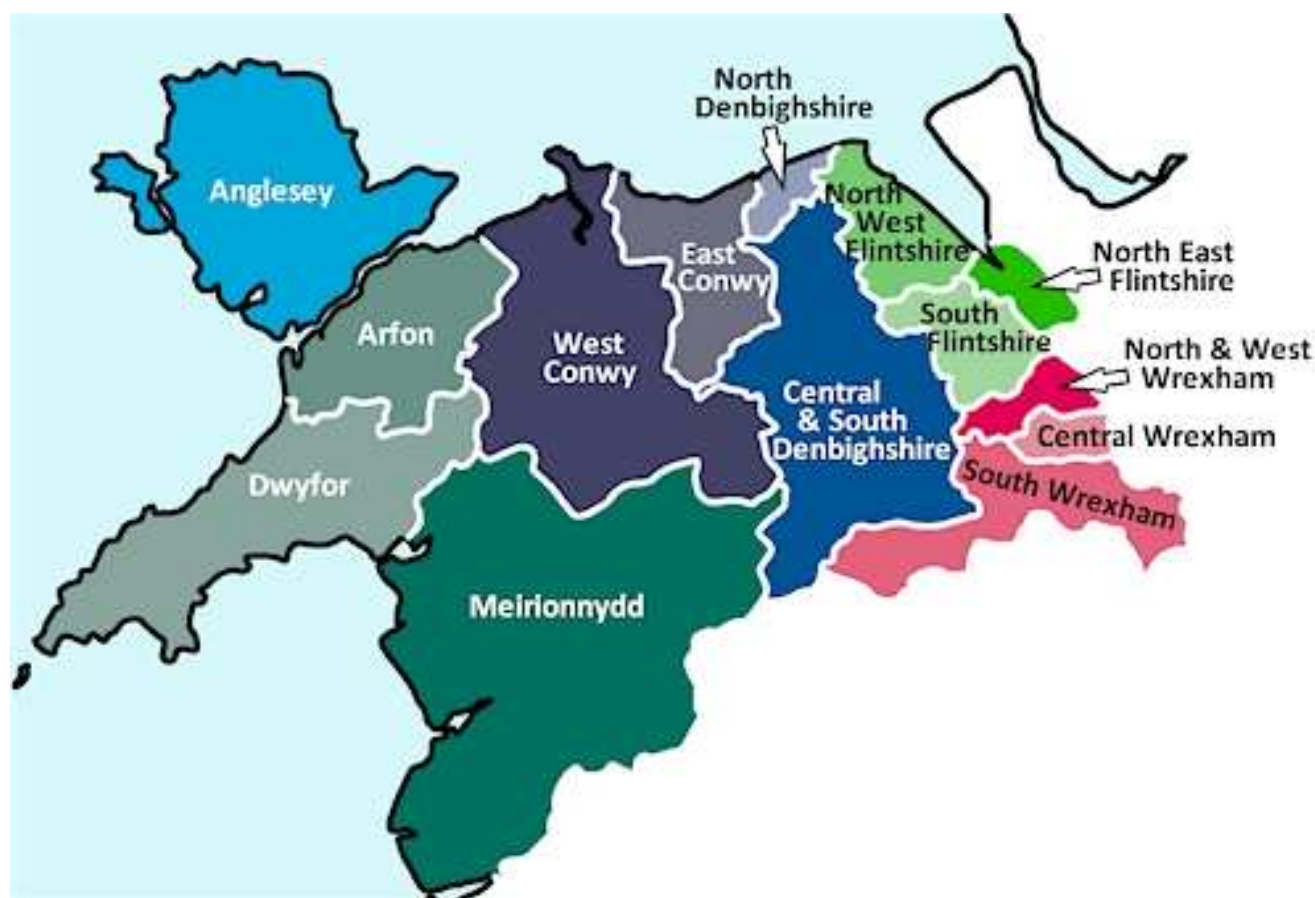 North
Denbighshire
Anglesey
North
West
Flintshire
East
Conwy
North East
Flintshire
Arfon
South
Flintshire
West
Conwy
North & West
Wrexham
Central
& South
Denbighshire
Central Wrexham
Dwyfor
South Wrexham
Meirionnydd